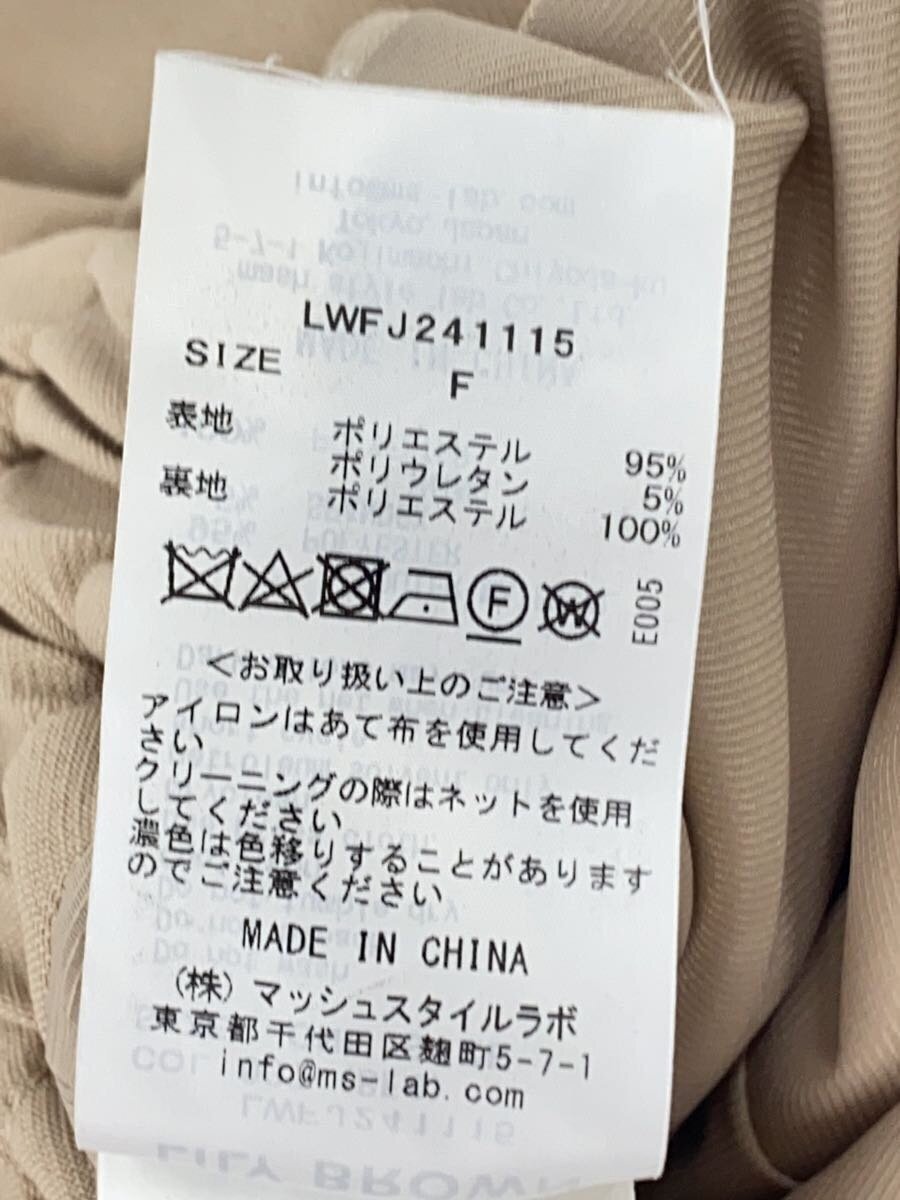 LWFJ241115
SIZE F
表地 ポリエステル 95%
ポリウレタン 5%
裏地 ポリエステル 100%
F W E005
<お取り扱い上のご注意>
アイロンはあて布を使用してくだ
さい
クリーニングの際はネットを使用
してください
濃色は色移りすることがあります
のでご注意ください
MADE IN CHINA
(株)マッシュスタイルラボ
東京都千代田区麹町5-7-1
info@ms-lab.com
LWFJ241115
LILY BROWN